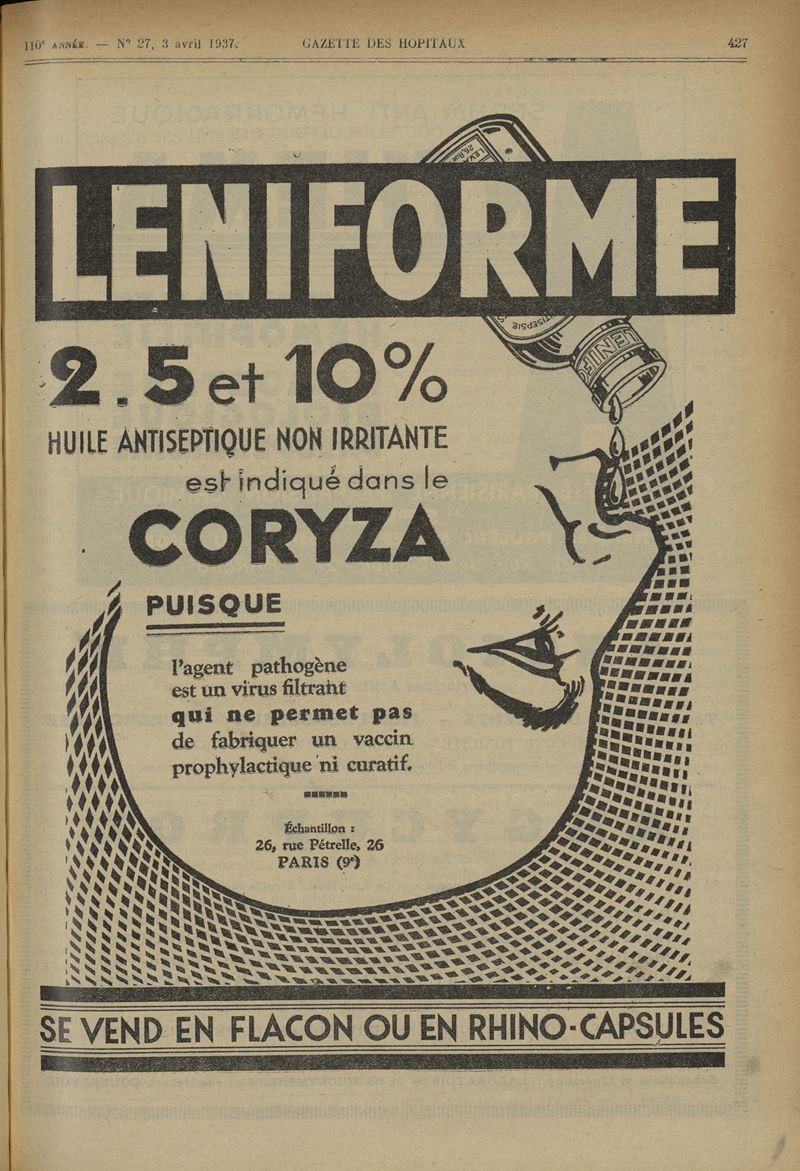 110e ANNÉE. — N° 27, 3 avril 1937. GAZETTE DES HOPITAUX 427
LENIFORME
LENIF
2.5 et 10%
HUILE ANTISEPTIQUE NON IRRITANTE
est indiqué dans le
CORYZA
PUISQUE
l'agent pathogène
est un virus filtrant
qui ne permet pas
de fabriquer un vaccin
prophylactique ni curatif.
Échantillon :
26, rue Pétrelle, 26
PARIS (9e)
SE VEND EN FLACON OU EN RHINO-CAPSULES